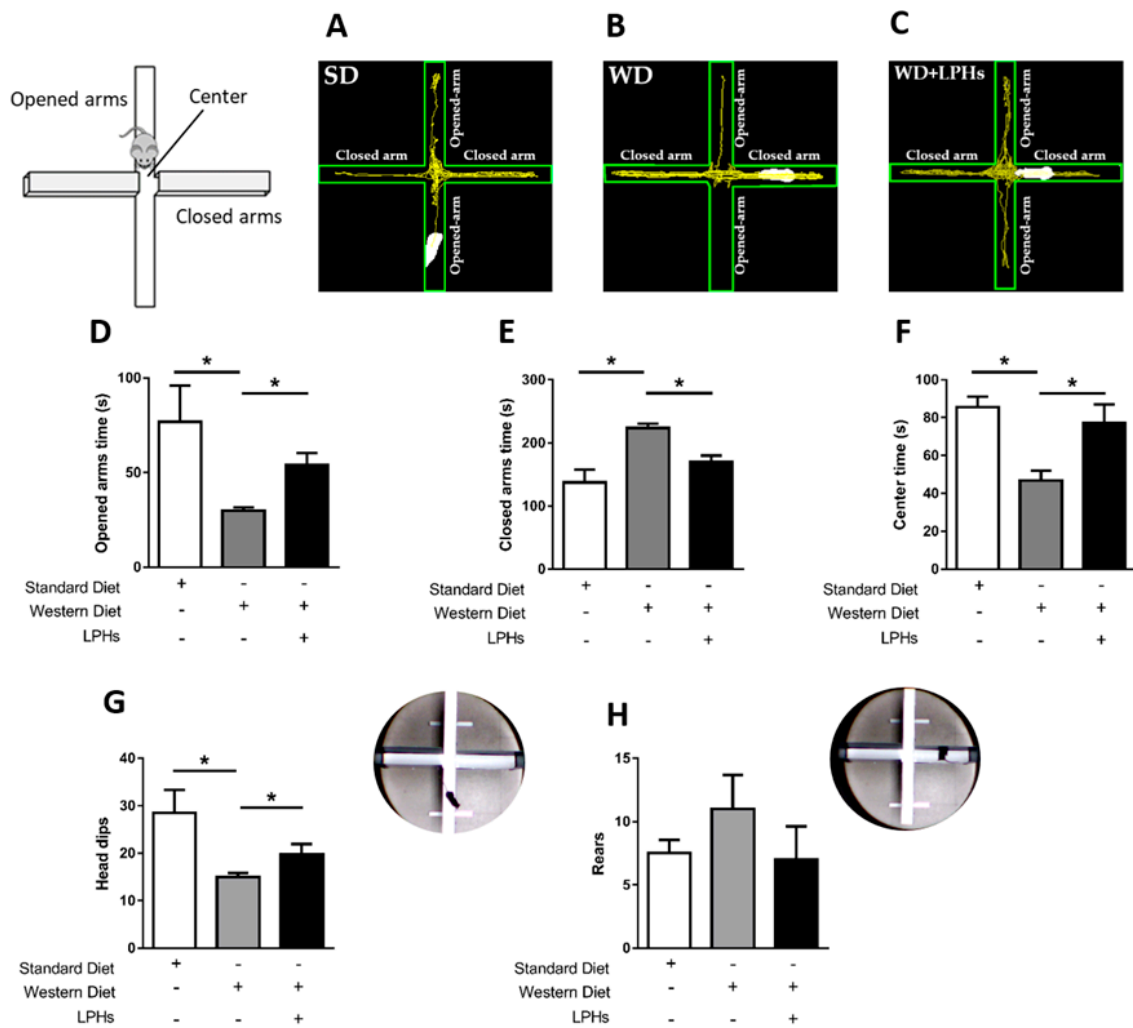 A
B
C
Opened arms
Center
Closed arms
SD
Opened-arm
Closed arm
Closed arm
Opened-arm
WD
Opened-arm
Closed arm
Closed arm
Opened-arm
WD+LPHs
Opened-arm
Closed arm
Closed arm
Opened-arm
D
Opened arms time (s)
100
50
0
*
*
Standard Diet + - -
Western Diet - + +
LPHs - - +
E
Closed arms time (s)
300
200
100
0
*
*
Standard Diet + - -
Western Diet - + +
LPHs - - +
F
Center time (s)
100
80
60
40
20
0
*
*
Standard Diet + - -
Western Diet - + +
LPHs - - +
G
Head dips
40
30
20
10
0
*
*
Standard Diet + - -
Western Diet - + +
LPHs - - +
H
Rears
15
10
5
0
Standard Diet + - -
Western Diet - + +
LPHs - - +